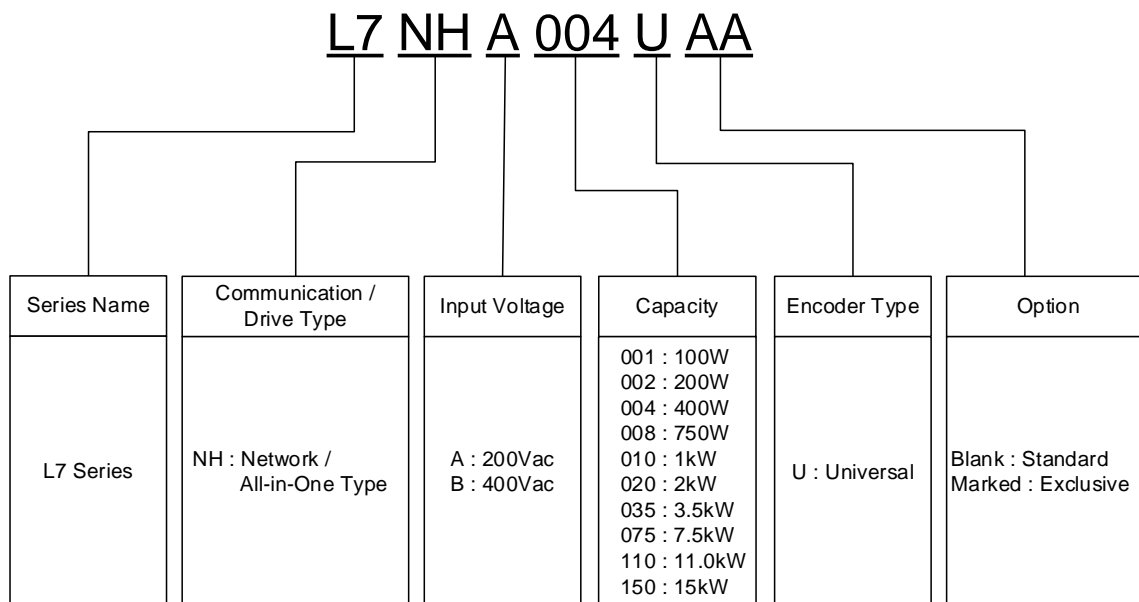 L7 NH A 004 U AA
Series Name
L7 Series
Communication /
Drive Type
NH : Network /
All-in-One Type
Input Voltage
A : 200Vac
B : 400Vac
Capacity
001 : 100W
002 : 200W
004 : 400W
008 : 750W
010 : 1kW
020 : 2kW
035 : 3.5kW
075 : 7.5kW
110 : 11.0kW
150 : 15kW
Encoder Type
U : Universal
Option
Blank : Standard
Marked : Exclusive